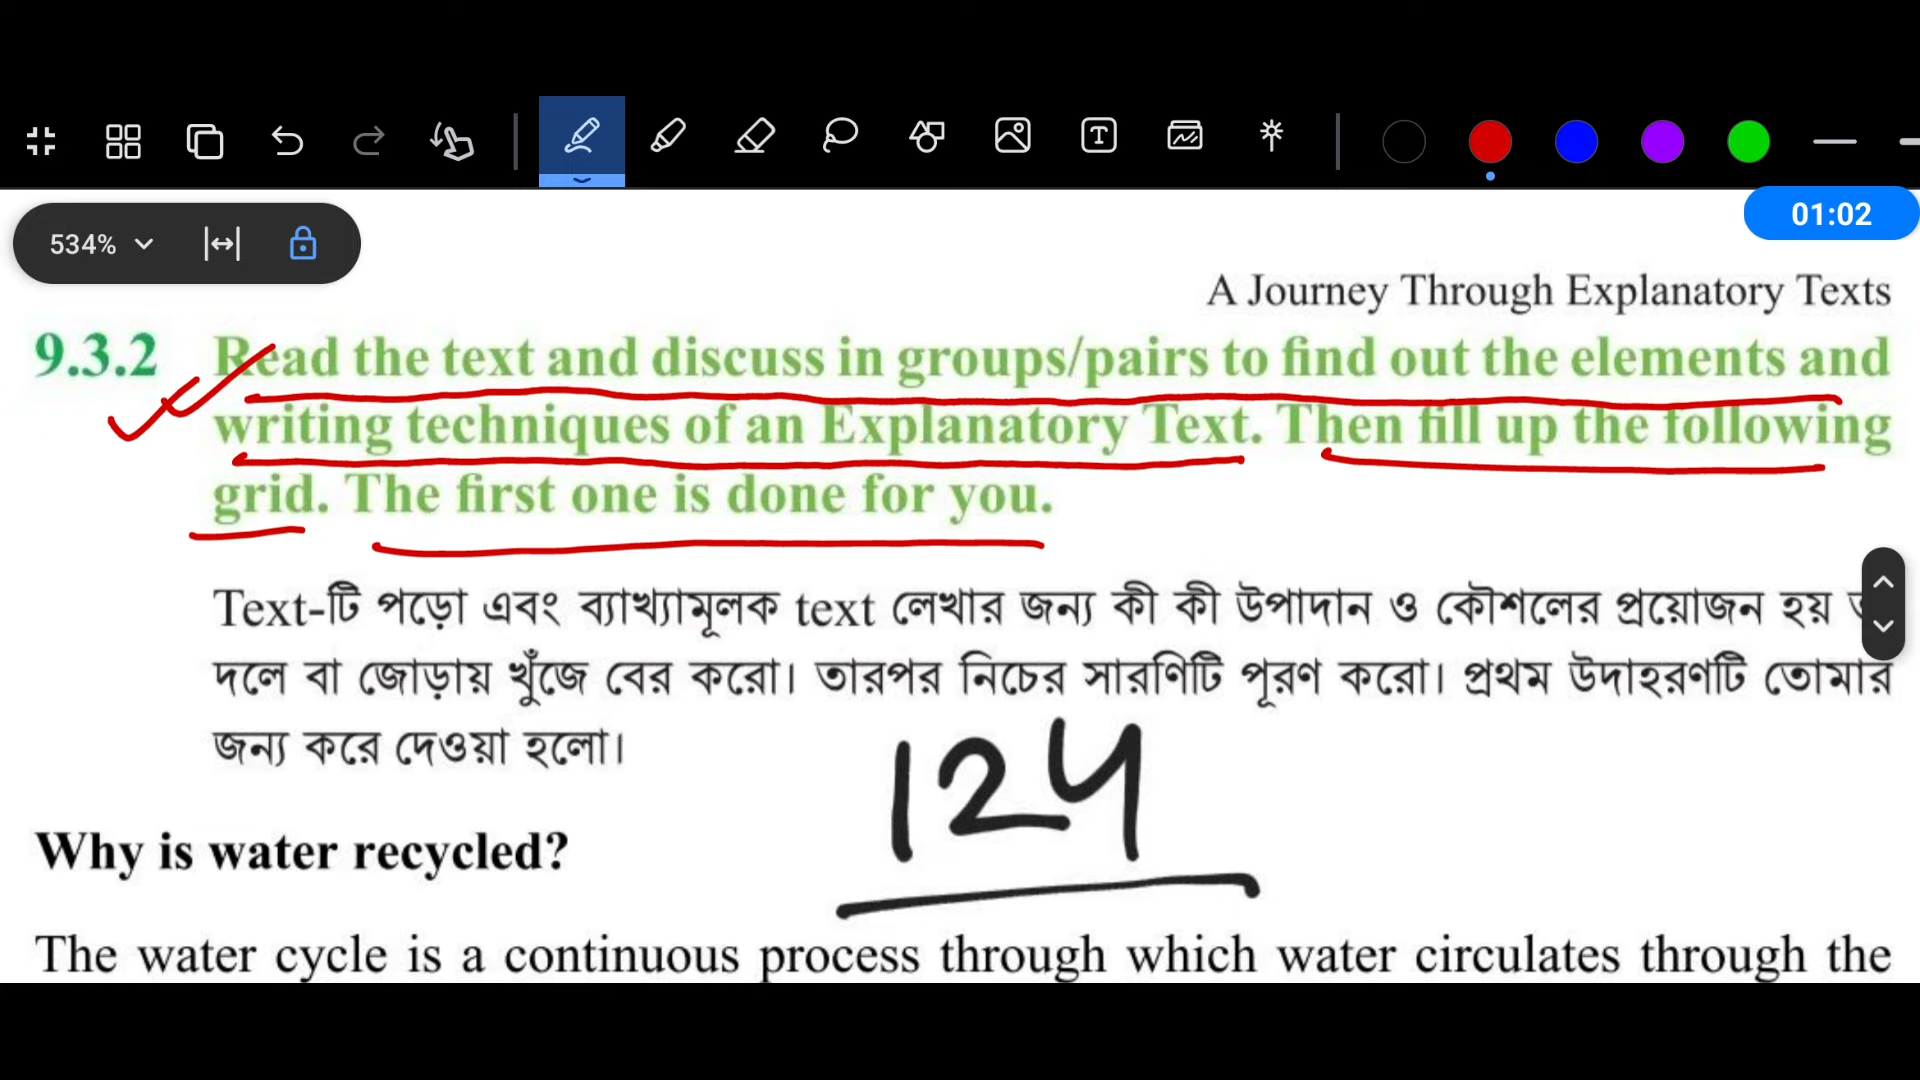 534%
01:02
A Journey Through Explanatory Texts
9.3.2 Read the text and discuss in groups/pairs to find out the elements and
writing techniques of an Explanatory Text. Then fill up the following
grid. The first one is done for you.
Text-টি পড়ো এবং ব্যাখ্যামূলক text লেখার জন্য কী কী উপাদান ও কৌশলের প্রয়োজন হয়
দলে বা জোড়ায় খুঁজে বের করো। তারপর নিচের সারণিটি পূরণ করো। প্রথম উদাহরণটি তোমার
জন্য করে দেওয়া হলো।
124
Why is water recycled?
The water cycle is a continuous process through which water circulates through the